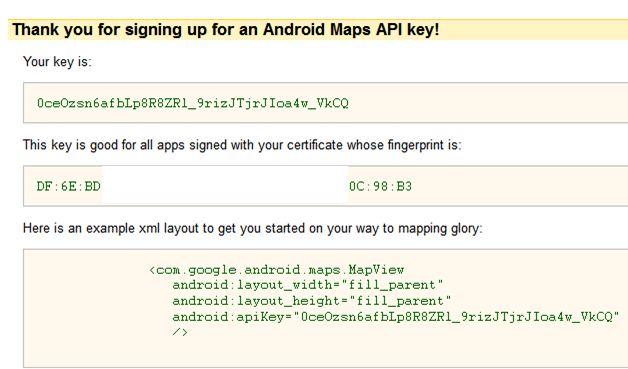 Thank you for signing up for an Android Maps API key!
Your key is:
0ceOzsn6afbLp8R8ZRl_9rizJTjrJIoa4w_VkCQ
This key is good for all apps signed with your certificate whose fingerprint is:
DF:6E:BD 0C:98:B3
Here is an example xml layout to get you started on your way to mapping glory:
<com.google.android.maps.MapView
android:layout_width="fill_parent"
android:layout_height="fill_parent"
android:apiKey="0ceOzsn6afbLp8R8ZRl_9rizJTjrJIoa4w_VkCQ"
/>